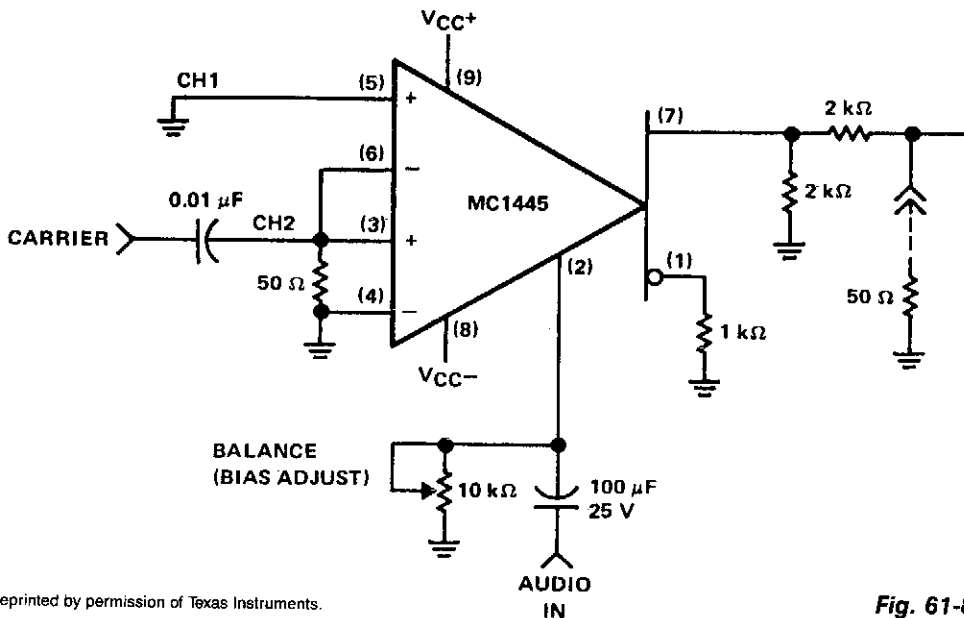 VCC+
CH1
(5)
(9)
+
(7)
2 kΩ
(6)
−
2 kΩ
0.01 μF
MC1445
CH2
(3)
CARRIER
+
(2)
(1)
50 Ω
(4)
−
50 Ω
(8)
1 kΩ
VCC−
BALANCE
(BIAS ADJUST)
10 kΩ
100 μF
25 V
AUDIO
IN
eprinted by permission of Texas Instruments.
Fig. 61-